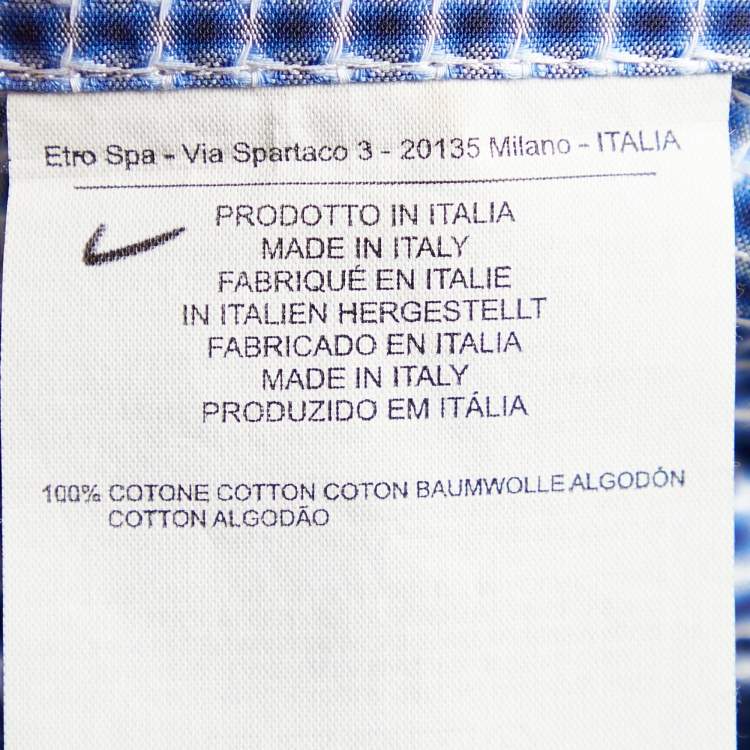 Etro Spa - Via Spartaco 3 - 20135 Milano - ITALIA
PRODOTTO IN ITALIA
MADE IN ITALY
FABRIQUÉ EN ITALIE
IN ITALIEN HERGESTELLT
FABRICADO EN ITALIA
MADE IN ITALY
PRODUZIDO EM ITÁLIA
100% COTONE COTTON COTON BAUMWOLLE ALGODÓN
COTTON ALGODÃO